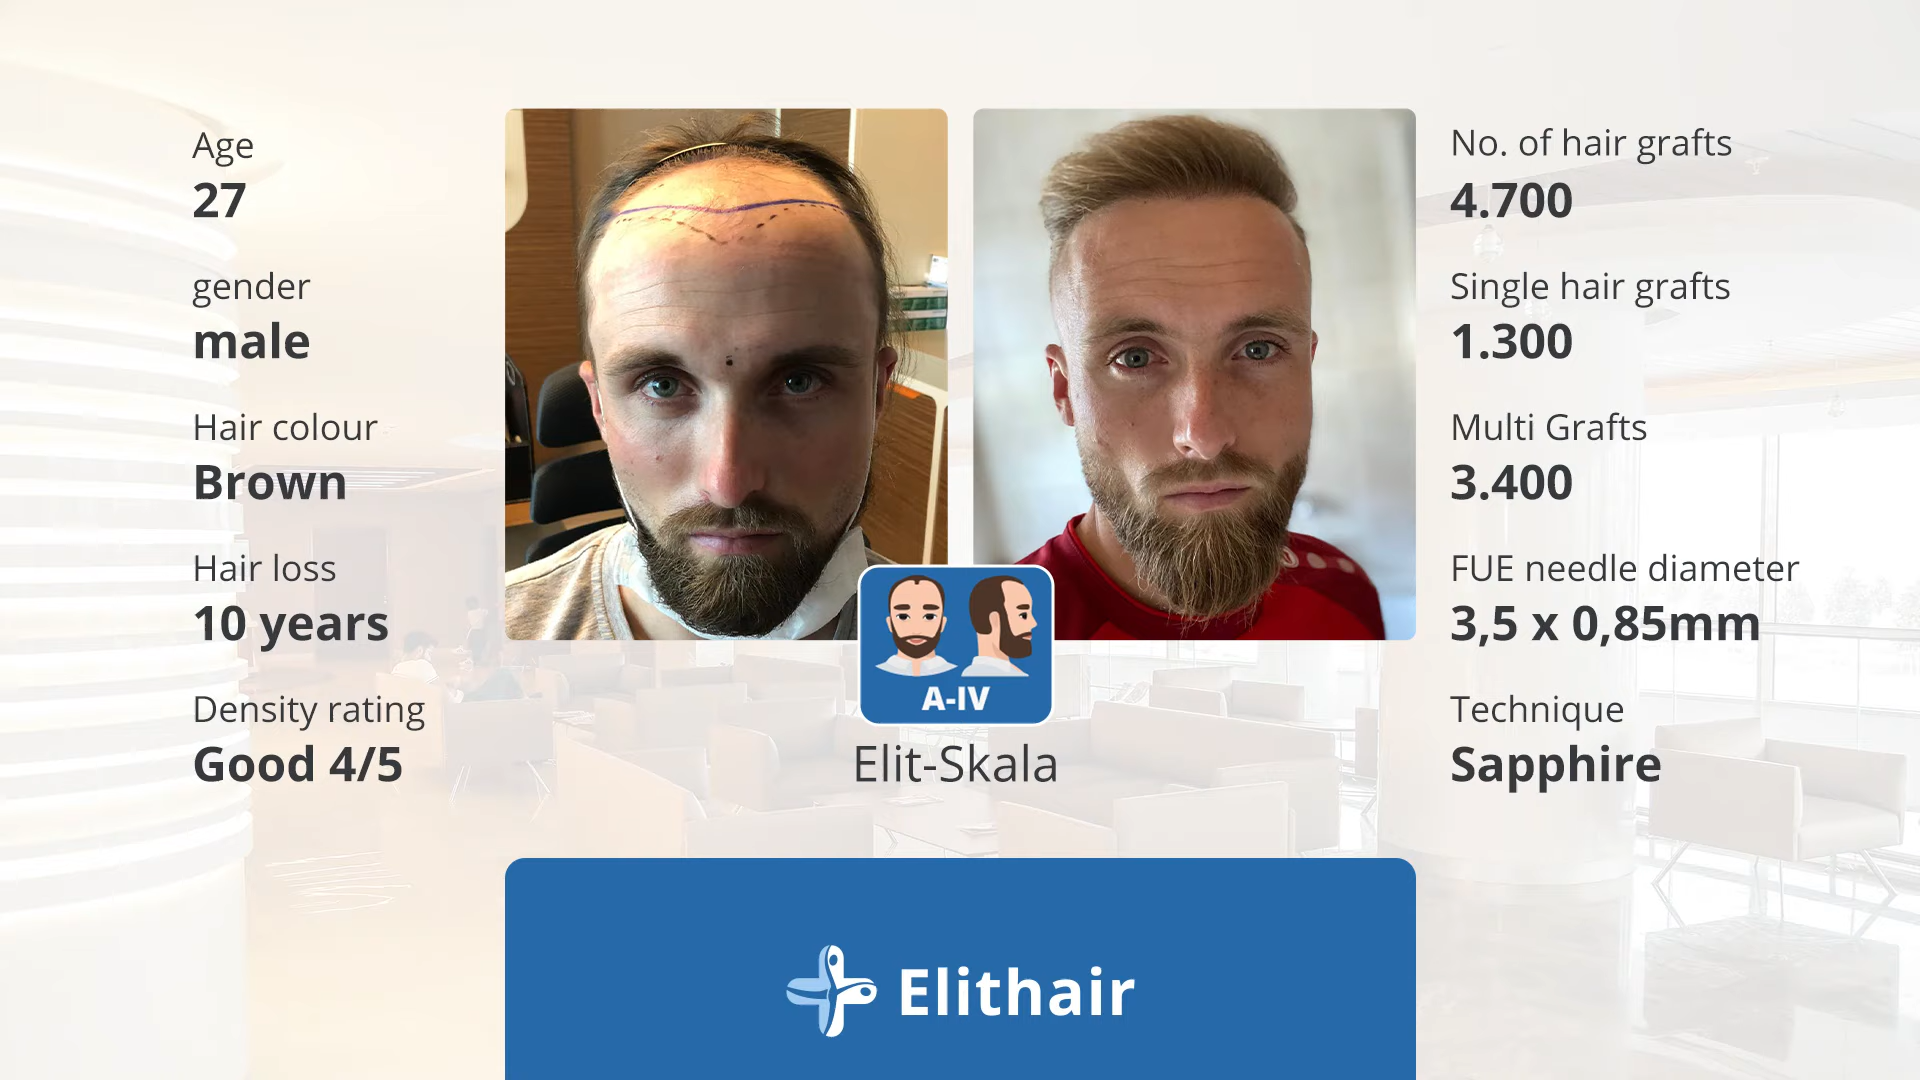 Age
27
gender
male
Hair colour
Brown
Hair loss
10 years
Density rating
Good 4/5
A-IV
Elit-Skala
No. of hair grafts
4.700
Single hair grafts
1.300
Multi Grafts
3.400
FUE needle diameter
3,5 x 0,85mm
Technique
Sapphire
Elithair